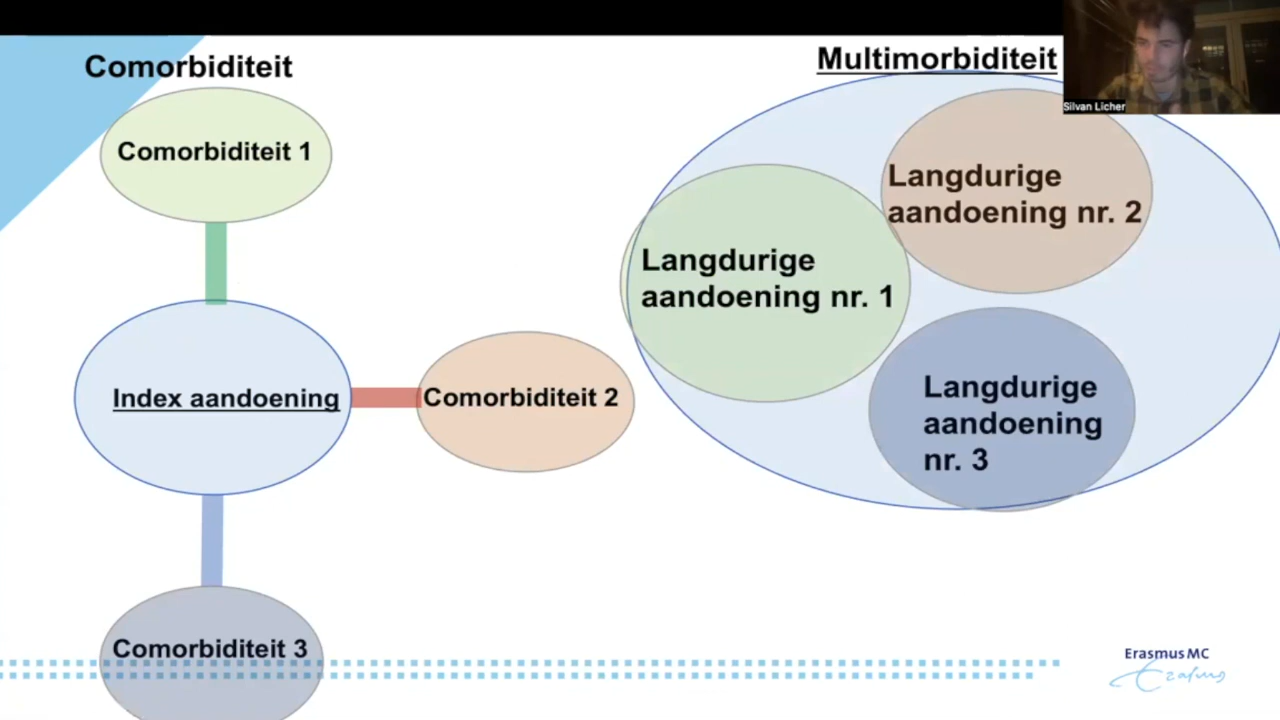 Comorbiditeit
Comorbiditeit 1
Index aandoening
Comorbiditeit 2
Comorbiditeit 3
Multimorbiditeit
Langdurige
aandoening nr. 1
Langdurige
aandoening nr. 2
Langdurige
aandoening
nr. 3
Silvan Licher
Erasmus MC
Erasmus